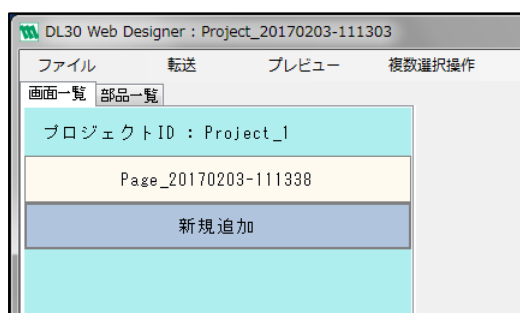 DL30 Web Designer : Project_20170203-111303
ファイル 転送 プレビュー 複数選択操作
画面一覧 部品一覧
プロジェクトID : Project_1
Page_20170203-111338
新規追加